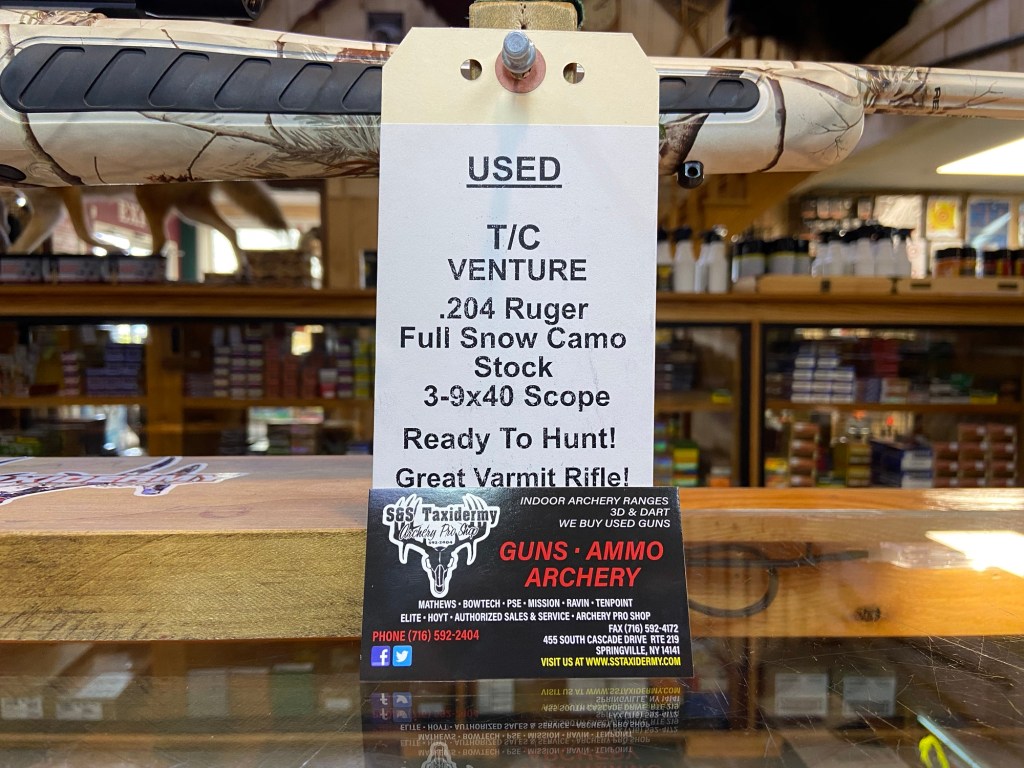 USED
T/C
VENTURE
.204 Ruger
Full Snow Camo
Stock
3-9x40 Scope
Ready To Hunt!
Great Varmit Rifle!
S&S Taxidermy
Archery Pro Shop
INDOOR ARCHERY RANGES
3D & DART
WE BUY USED GUNS
GUNS · AMMO
ARCHERY
MATHEWS · BOWTECH · PSE · MISSION · RAVIN · TENPOINT
ELITE · HOYT · AUTHORIZED SALES & SERVICE · ARCHERY PRO SHOP
PHONE (716) 592-2404
FAX (716) 592-4172
455 SOUTH CASCADE DRIVE RTE 219
SPRINGVILLE, NY 14141
VISIT US AT WWW.SSTAXIDERMY.COM